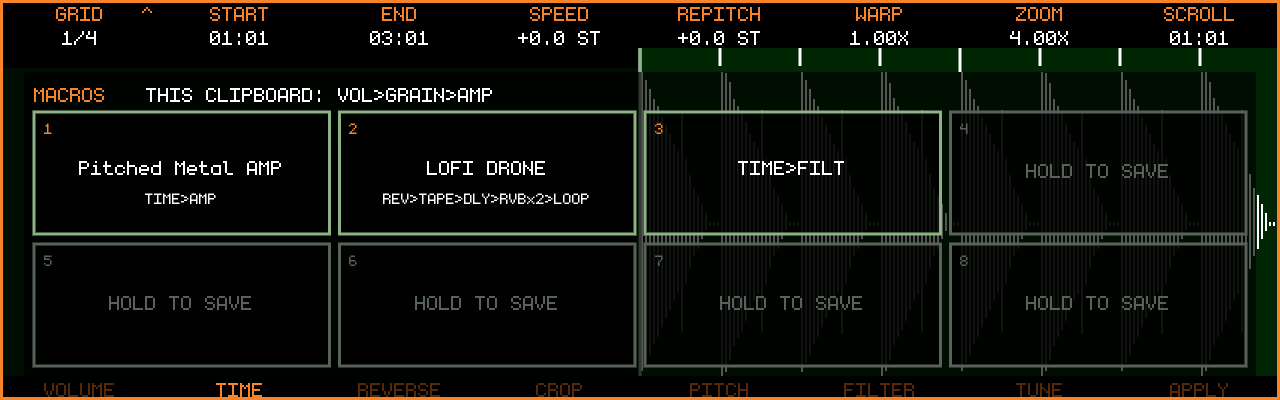 GRID ^ START END SPEED REPITCH WARP ZOOM SCROLL
1/4 01:01 03:01 +0.0 ST +0.0 ST 1.00X 4.00X 01:01
MACROS THIS CLIPBOARD: VOL>GRAIN>AMP
1 2 3 4
Pitched Metal AMP LOFI DRONE TIME>FILT HOLD TO SAVE
TIME>AMP REV>TAPE>DLY>RVBx2>LOOP
5 6 7 8
HOLD TO SAVE HOLD TO SAVE HOLD TO SAVE HOLD TO SAVE
VOLUME TIME REVERSE CROP PITCH FILTER TUNE APPLY